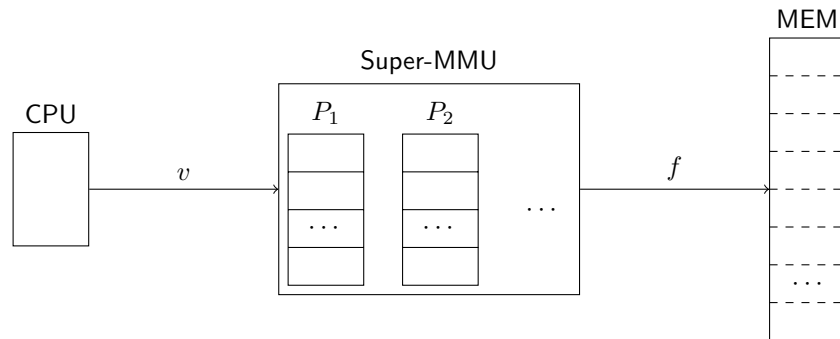 MEM
Super-MMU
CPU
P₁ P₂
v
f
...
... ...
...